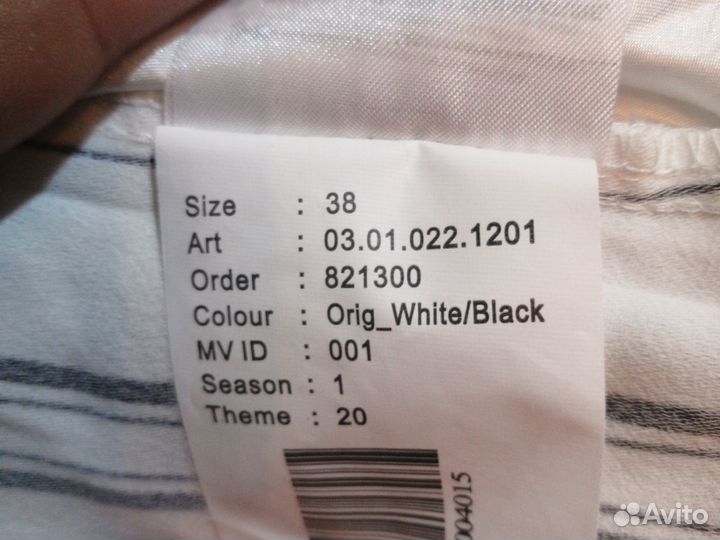 Size : 38
Art : 03.01.022.1201
Order : 821300
Colour : Orig_White/Black
MV ID : 001
Season : 1
Theme : 20
004015
Avito